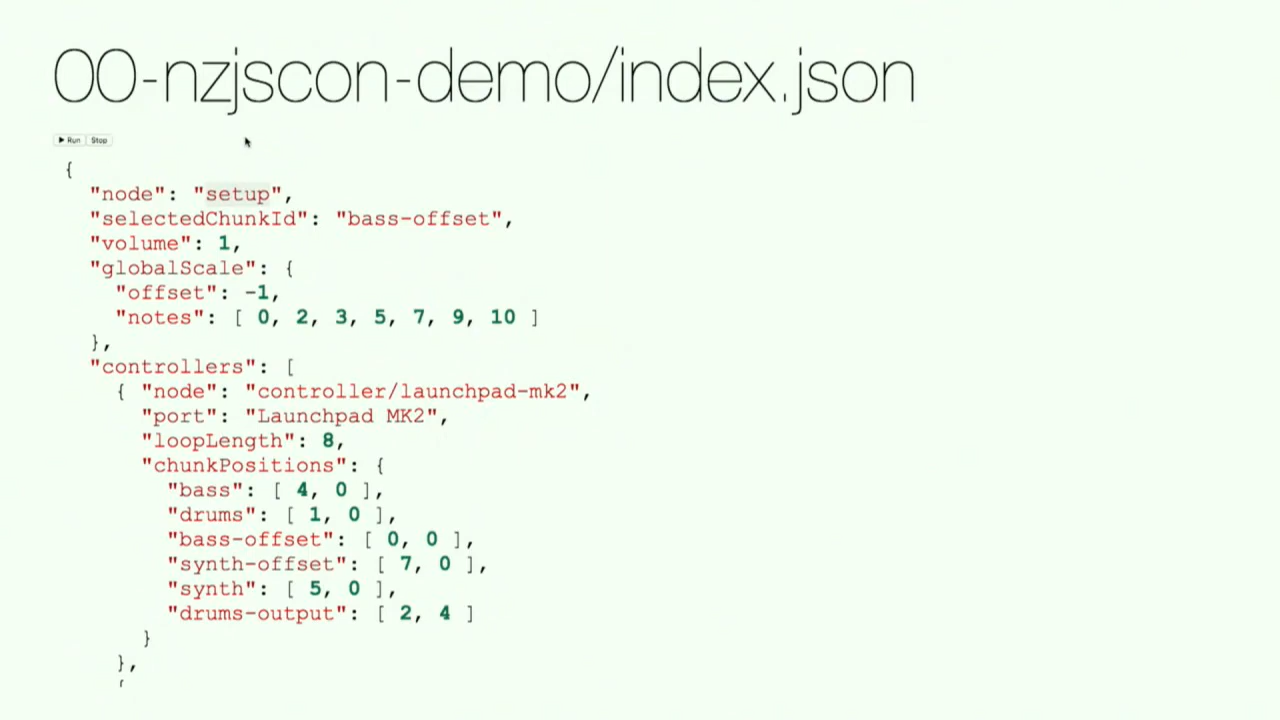 00-nzjscon-demo/index.json
▶ Run Stop
{
"node": "setup",
"selectedChunkId": "bass-offset",
"volume": 1,
"globalScale": {
"offset": -1,
"notes": [ 0, 2, 3, 5, 7, 9, 10 ]
},
"controllers": [
{ "node": "controller/launchpad-mk2",
"port": "Launchpad MK2",
"loopLength": 8,
"chunkPositions": {
"bass": [ 4, 0 ],
"drums": [ 1, 0 ],
"bass-offset": [ 0, 0 ],
"synth-offset": [ 7, 0 ],
"synth": [ 5, 0 ],
"drums-output": [ 2, 4 ]
}
},